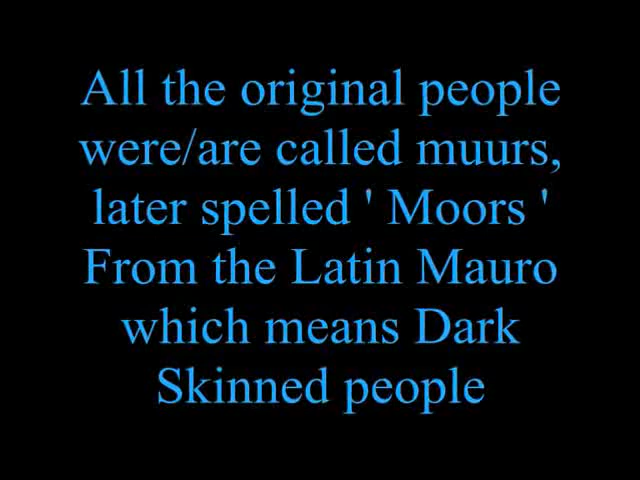 All the original people
were/are called muurs,
later spelled ' Moors '
From the Latin Mauro
which means Dark
Skinned people